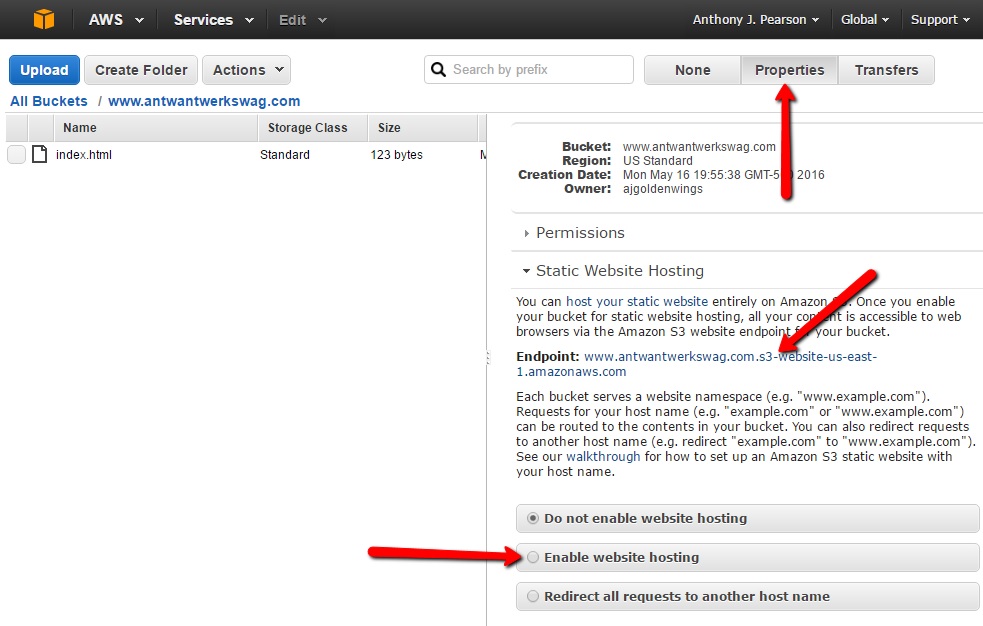 AWS Services Edit Anthony J. Pearson Global Support
Upload Create Folder Actions Search by prefix None Properties Transfers
All Buckets / www.antwantwerkswag.com
Name Storage Class Size
index.html Standard 123 bytes
Bucket: www.antwantwerkswag.com
Region: US Standard
Creation Date: Mon May 16 19:55:38 2016
Owner: ajgoldenwings
Permissions
Static Website Hosting
You can host your static website entirely on Amazon S3. Once you enable
your bucket for static website hosting, all your content is accessible to web
browsers via the Amazon S3 website endpoint for your bucket.
Endpoint: www.antwantwerkswag.com.s3-website-us-east-
1.amazonaws.com
Each bucket serves a website namespace (e.g. "www.example.com").
Requests for your host name (e.g. "example.com" or "www.example.com")
can be routed to the contents in your bucket. You can also redirect requests
to another host name (e.g. redirect "example.com" to "www.example.com").
See our walkthrough for how to set up an Amazon S3 static website with
your host name.
Do not enable website hosting
Enable website hosting
Redirect all requests to another host name